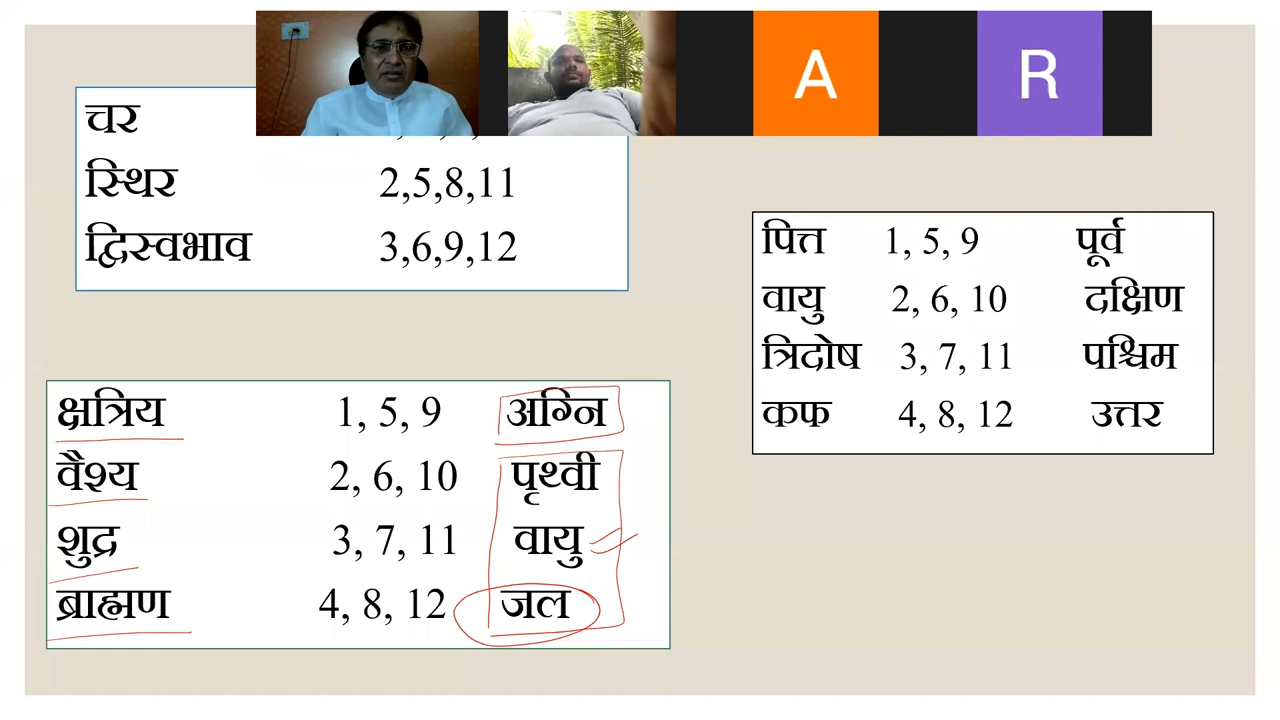 A R
चर
स्थिर 2,5,8,11
द्विस्वभाव 3,6,9,12
पित्त 1, 5, 9 पूर्व
वायु 2, 6, 10 दक्षिण
त्रिदोष 3, 7, 11 पश्चिम
कफ 4, 8, 12 उत्तर
क्षत्रिय 1, 5, 9 अग्नि
वैश्य 2, 6, 10 पृथ्वी
शुद्र 3, 7, 11 वायु
ब्राह्मण 4, 8, 12 जल